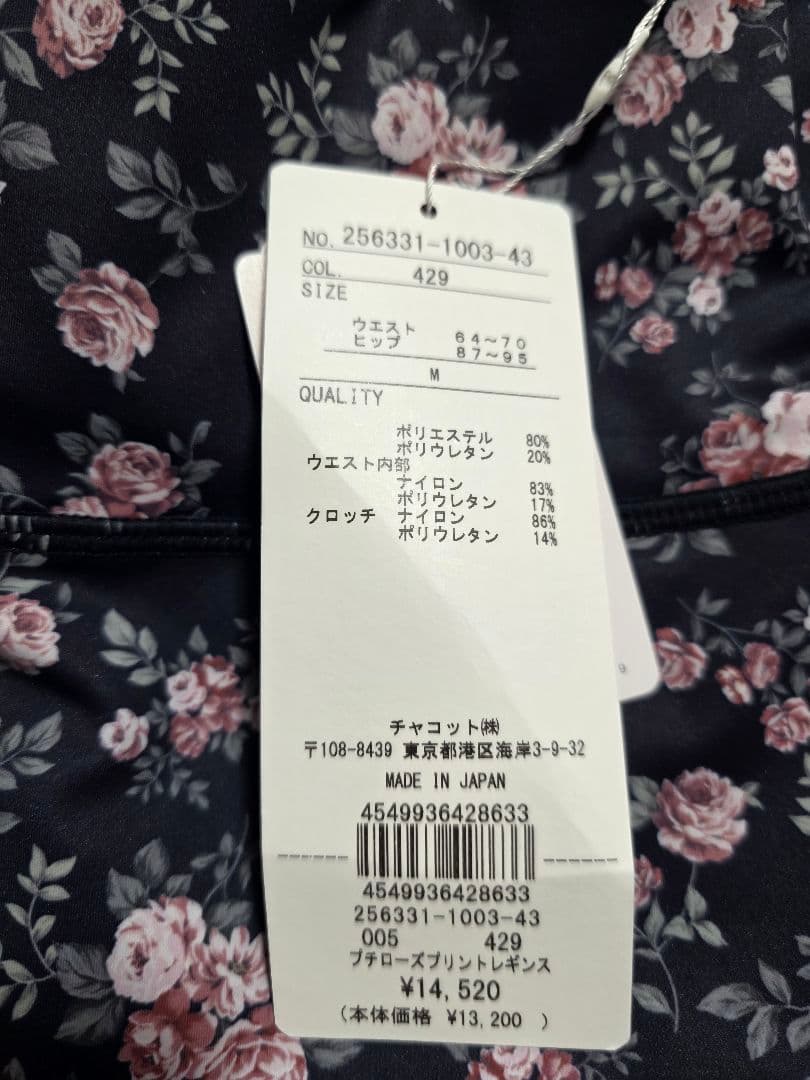 NO. 256331-1003-43
COL. 429
SIZE
ウエスト 64~70
ヒップ 87~95
M
QUALITY
ポリエステル 80%
ポリウレタン 20%
ウエスト内部
ナイロン 83%
ポリウレタン 17%
クロッチ ナイロン 86%
ポリウレタン 14%
チャコット㈱
〒108-8439 東京都港区海岸3-9-32
MADE IN JAPAN
4549936428633
4549936428633
256331-1003-43
005 429
プチローズプリントレギンス
¥14,520
(本体価格 ¥13,200 )
9